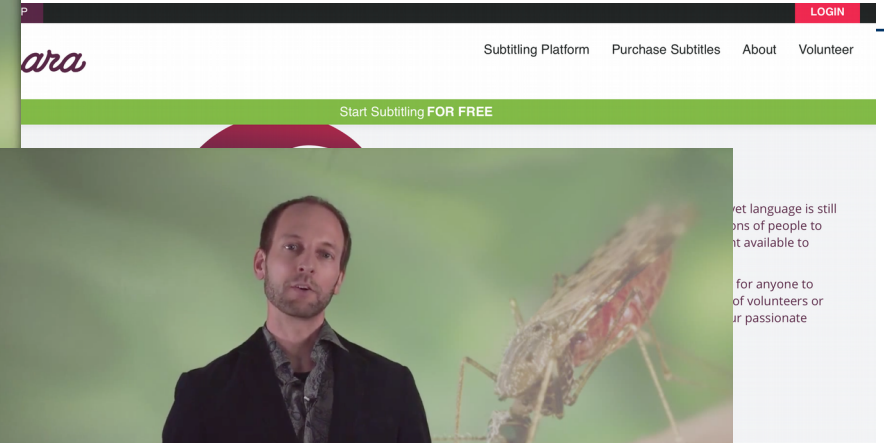 P
LOGIN
ara
Subtitling Platform Purchase Subtitles About Volunteer
Start Subtitling FOR FREE
yet language is still
ons of people to
nt available to
for anyone to
of volunteers or
ur passionate